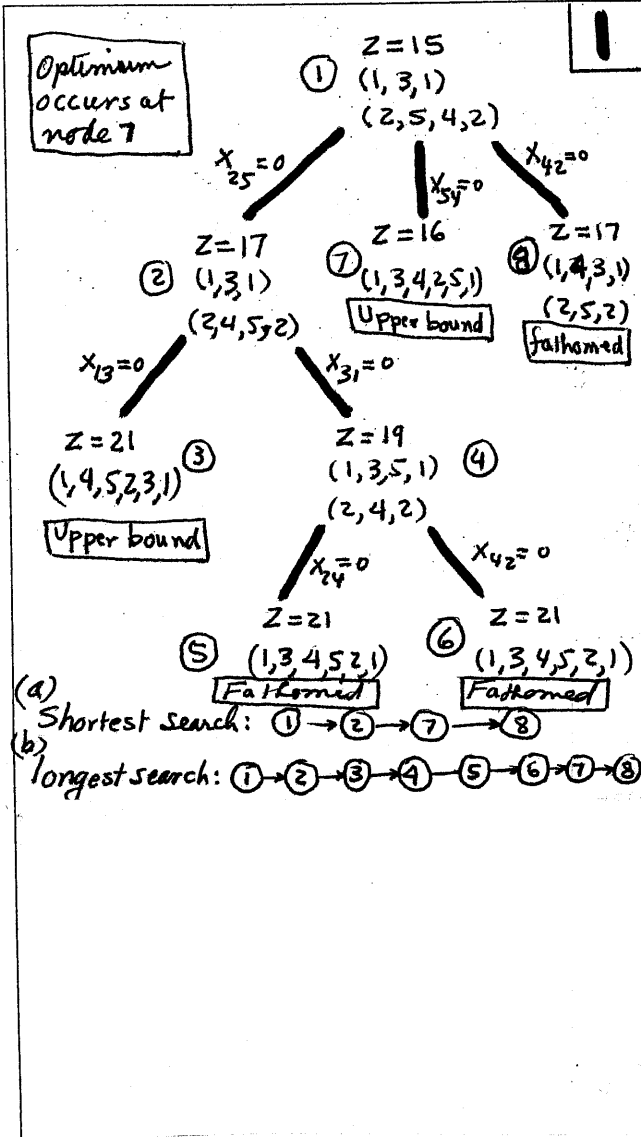 1
Optimum
occurs at
node 7
Z=15
① (1, 3, 1)
(2, 5, 4, 2)
X25=0
X54=0
X42=0
Z=17
② (1, 3, 1)
(2, 4, 5, 2)
Z=16
⑦ (1, 3, 4, 2, 5, 1)
Upper bound
Z=17
⑧ (1, 4, 3, 1)
(2, 5, 2)
fathomed
X13=0
X31=0
Z=21 ③
(1, 4, 5, 2, 3, 1)
Upper bound
Z=19
(1, 3, 5, 1) ④
(2, 4, 2)
X24=0
X42=0
Z=21
⑤ (1, 3, 4, 5, 2, 1)
Fathomed
Z=21
⑥ (1, 3, 4, 5, 2, 1)
Fathomed
(a)
Shortest search: ① → ② → ⑦ → ⑧
(b)
longest search: ① → ② → ③ → ④ — ⑤ → ⑥ → ⑦ → ⑧